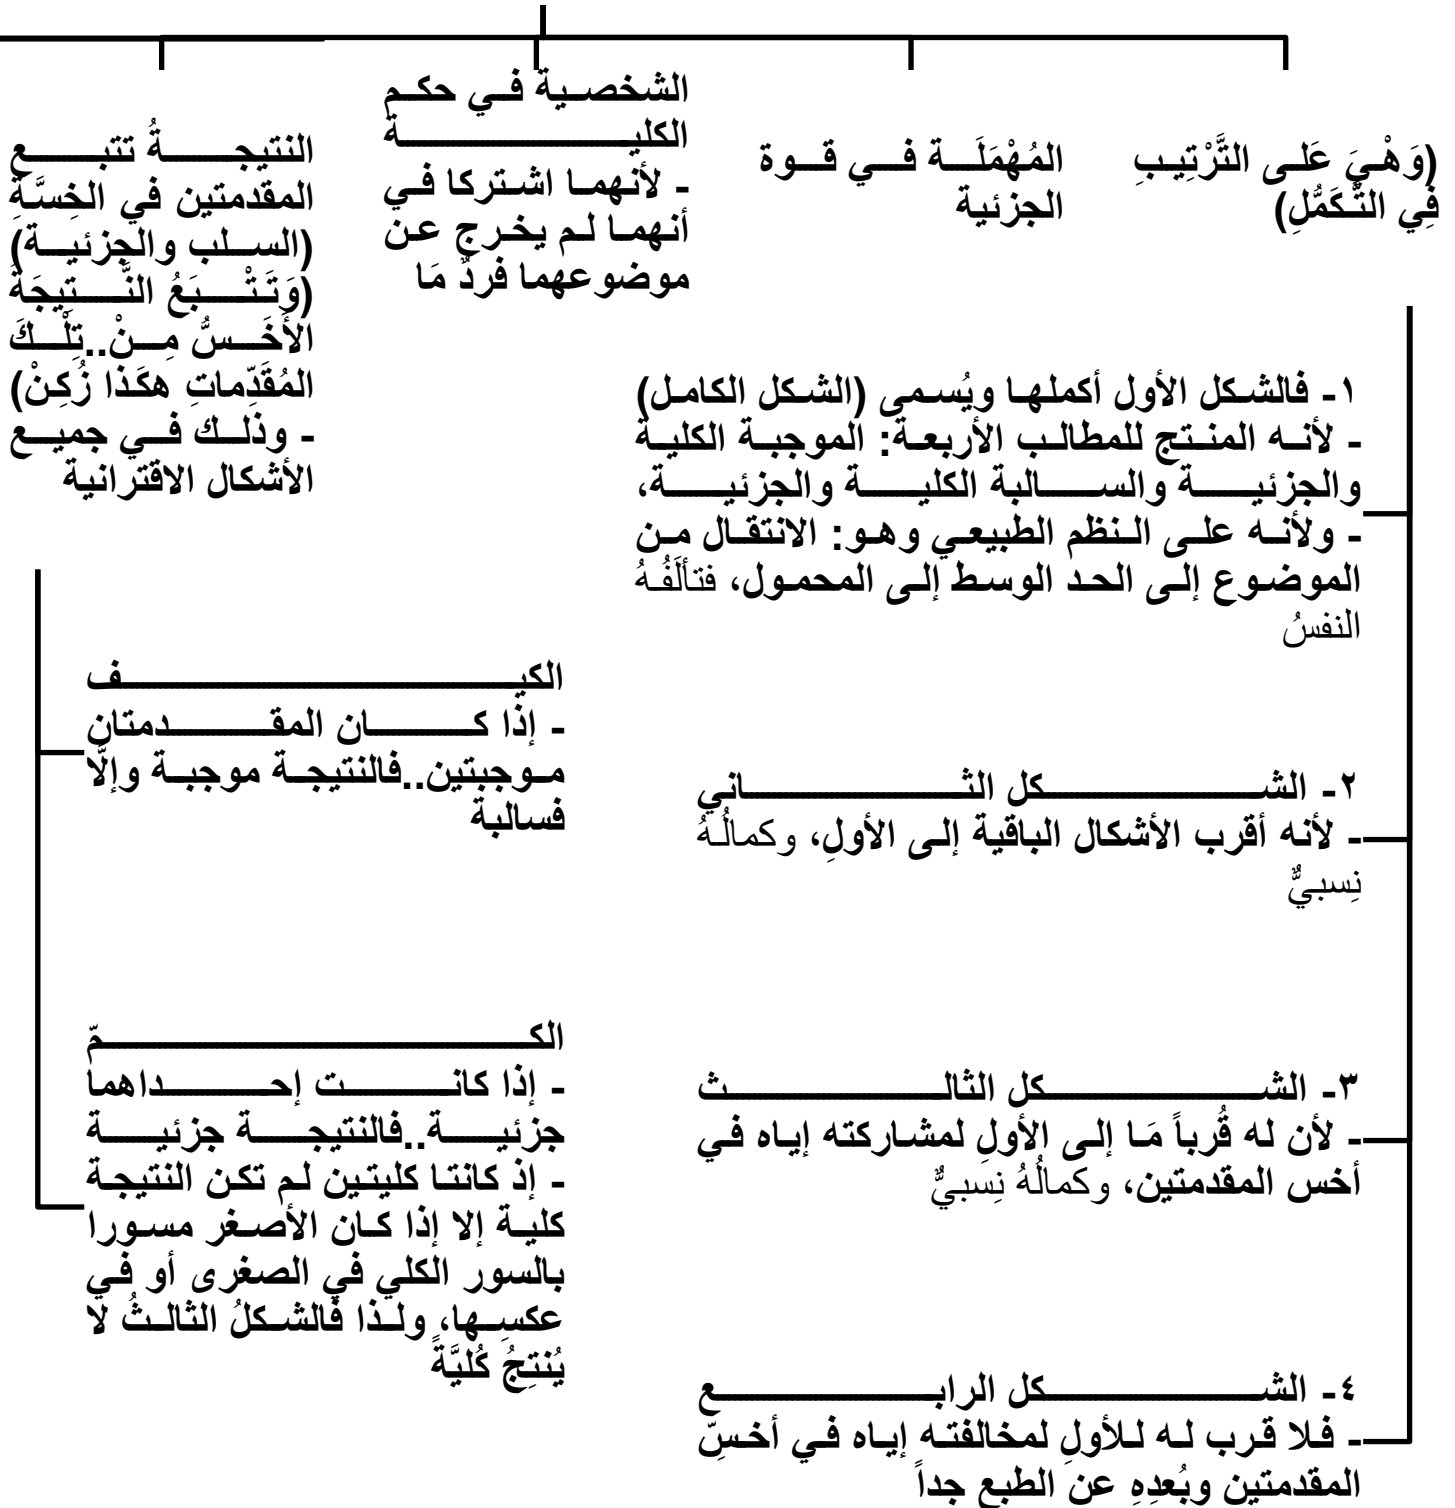 (وَهْيَ عَلى التَّرْتِيبِ
فِي التَّكَمُّلِ)
المُهْمَلَة في قوة
الجزئية
الشخصية في حكم
الكلية
- لأنهما اشتركا في
أنهما لم يخرج عن
موضوعهما فردٌ مَا
النتيجةُ تتبع
المقدمتين في الخِسَّةِ
(السلب والجزئية)
(وَتَتْبَعُ النَّتِيجَةُ
الأَخَسُّ مِنْ..تِلْكَ
المُقَدِّماتِ هكَذا زُكِنْ)
- وذلك في جميع
الأشكال الاقترانية
١- فالشكل الأول أكملها ويُسمى (الشكل الكامل)
- لأنه المنتج للمطالب الأربعة: الموجبة الكلية
والجزئية والسالبة الكلية والجزئية،
- ولأنه على النظم الطبيعي وهو: الانتقال من
الموضوع إلى الحد الوسط إلى المحمول، فتألَفُهُ
النفسُ
٢- الشكل الثاني
- لأنه أقرب الأشكال الباقية إلى الأولِ، وكمالُهُ
نِسبيٌّ
٣- الشكل الثالث
- لأن له قُرباً مَا إلى الأولِ لمشاركته إياه في
أخس المقدمتين، وكمالُهُ نِسبيٌّ
٤- الشكل الرابع
- فلا قرب له للأولِ لمخالفته إياه في أخسِّ
المقدمتين وبُعدِهِ عن الطبع جداً
الكيف
- إذا كان المقدمتان
موجبتين..فالنتيجة موجبة وإلَّا
فسالبة
الكمّ
- إذا كانت إحداهما
جزئية..فالنتيجة جزئية
- إذ كانتا كليتين لم تكن النتيجة
كلية إلا إذا كان الأصغر مسورا
بالسور الكلي في الصغرى أو في
عكسِها، ولذا فالشكلُ الثالثُ لا
يُنتِجُ كُليَّةً